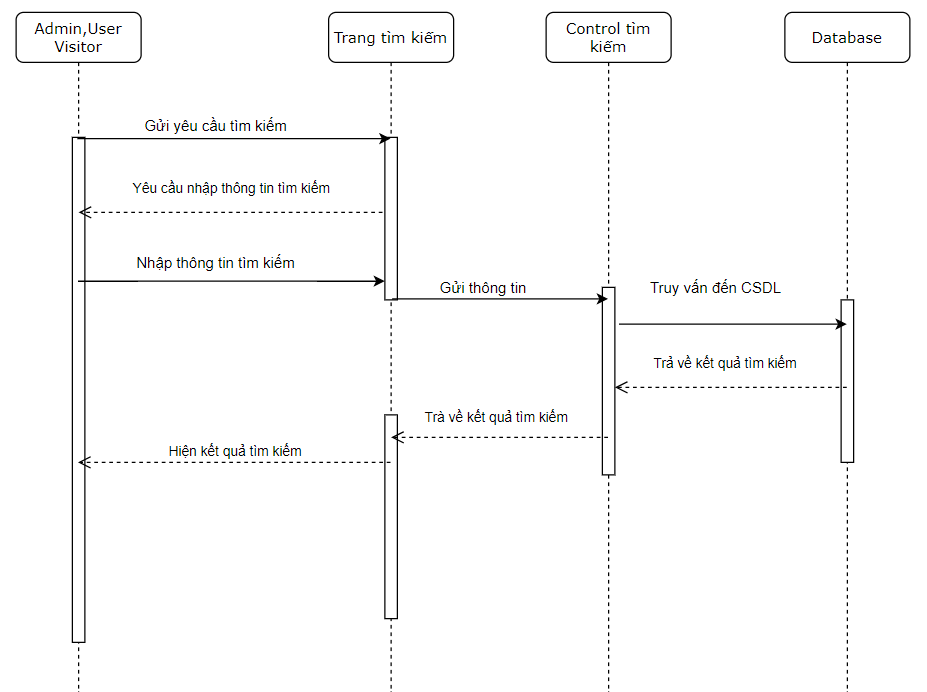 Admin,User
Visitor
Trang tìm kiếm
Control tìm
kiếm
Database
Gửi yêu cầu tìm kiếm
Yêu cầu nhập thông tin tìm kiếm
Nhập thông tin tìm kiếm
Gửi thông tin
Truy vấn đến CSDL
Trả về kết quả tìm kiếm
Trà về kết quả tìm kiếm
Hiện kết quả tìm kiếm